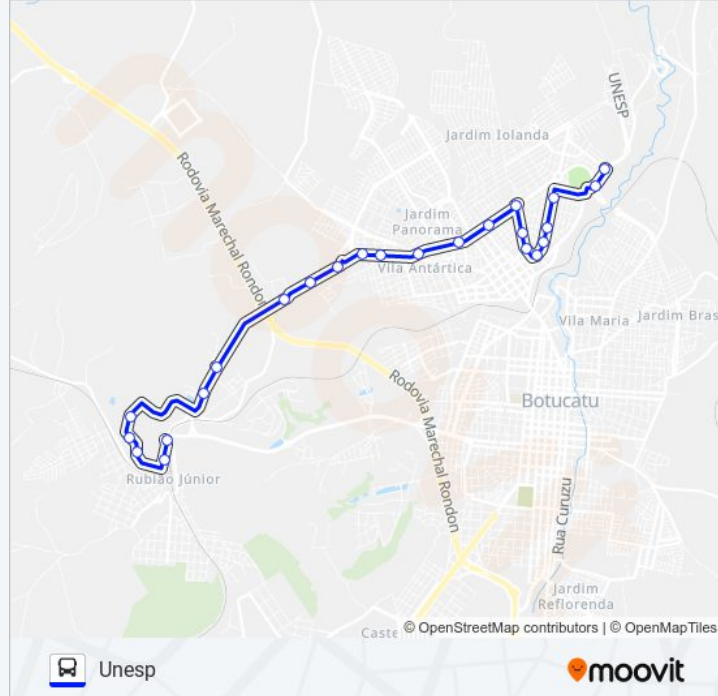 UNESP
Jardim Iolanda
Rodovia Marechal Rondon
Jardim
Panorama
Vila Antártica
Vila Maria
Jardim Bras
Rodovia Marechal Rondon
Botucatu
Rubião Júnior
Rua Curuzu
Jardim
Reflorenda
Caste
© OpenStreetMap contributors | © OpenMapTiles
Unesp
moovit